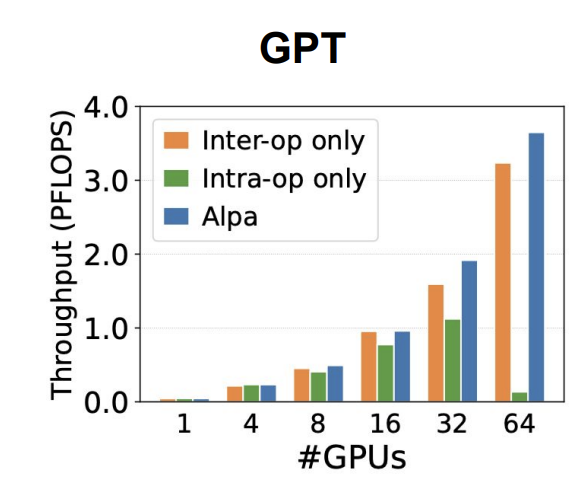 GPT
Throughput (PFLOPS)
4.0
3.0
2.0
1.0
0.0
Inter-op only
Intra-op only
Alpa
1 4 8 16 32 64
#GPUs